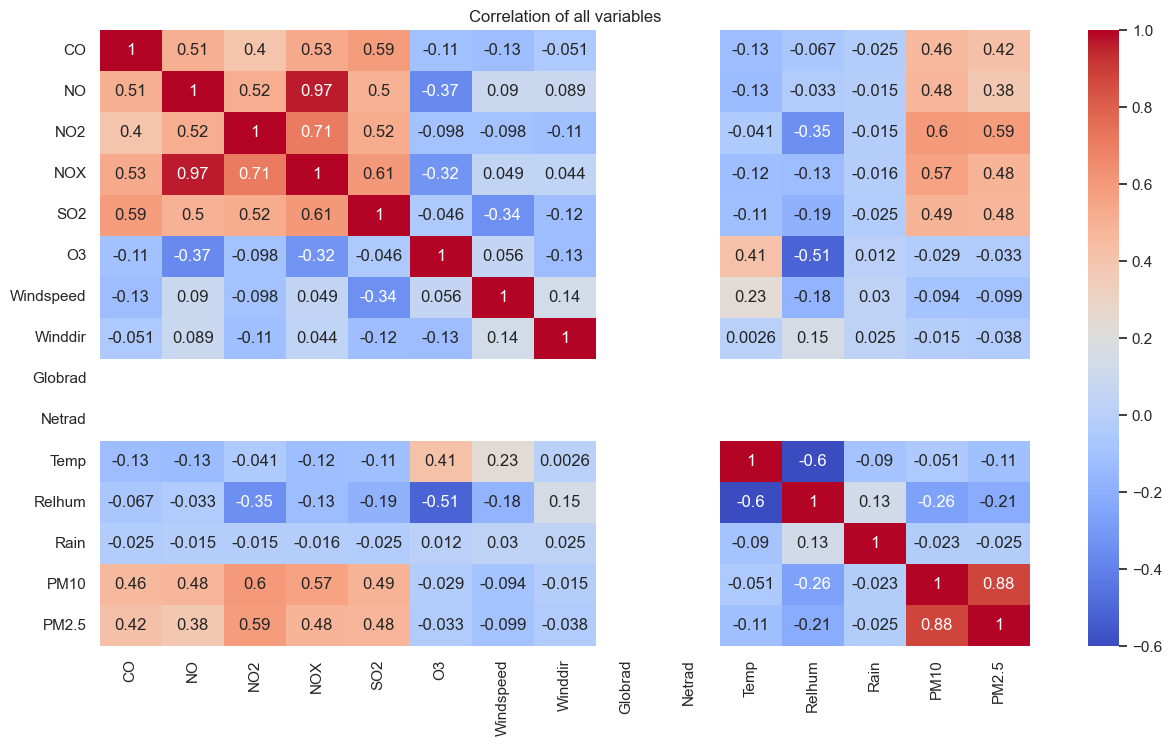 Correlation of all variables
CO 1 0.51 0.4 0.53 0.59 -0.11 -0.13 -0.051 -0.13 -0.067 -0.025 0.46 0.42
NO 0.51 1 0.52 0.97 0.5 -0.37 0.09 0.089 -0.13 -0.033 -0.015 0.48 0.38
NO2 0.4 0.52 1 0.71 0.52 -0.098 -0.098 -0.11 -0.041 -0.35 -0.015 0.6 0.59
NOX 0.53 0.97 0.71 1 0.61 -0.32 0.049 0.044 -0.12 -0.13 -0.016 0.57 0.48
SO2 0.59 0.5 0.52 0.61 1 -0.046 -0.34 -0.12 -0.11 -0.19 -0.025 0.49 0.48
O3 -0.11 -0.37 -0.098 -0.32 -0.046 1 0.056 -0.13 0.41 -0.51 0.012 -0.029 -0.033
Windspeed -0.13 0.09 -0.098 0.049 -0.34 0.056 1 0.14 0.23 -0.18 0.03 -0.094 -0.099
Winddir -0.051 0.089 -0.11 0.044 -0.12 -0.13 0.14 1 0.0026 0.15 0.025 -0.015 -0.038
Globrad
Netrad
Temp -0.13 -0.13 -0.041 -0.12 -0.11 0.41 0.23 0.0026 1 -0.6 -0.09 -0.051 -0.11
Relhum -0.067 -0.033 -0.35 -0.13 -0.19 -0.51 -0.18 0.15 -0.6 1 0.13 -0.26 -0.21
Rain -0.025 -0.015 -0.015 -0.016 -0.025 0.012 0.03 0.025 -0.09 0.13 1 -0.023 -0.025
PM10 0.46 0.48 0.6 0.57 0.49 -0.029 -0.094 -0.015 -0.051 -0.26 -0.023 1 0.88
PM2.5 0.42 0.38 0.59 0.48 0.48 -0.033 -0.099 -0.038 -0.11 -0.21 -0.025 0.88 1
CO NO NO2 NOX SO2 O3 Windspeed Winddir Globrad Netrad Temp Relhum Rain PM10 PM2.5
1.0
0.8
0.6
0.4
0.2
0.0
−0.2
−0.4
−0.6